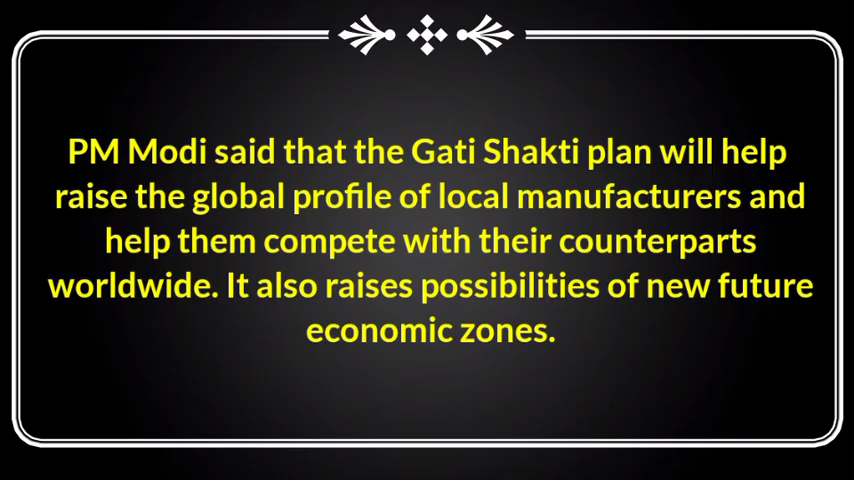 PM Modi said that the Gati Shakti plan will help
raise the global profile of local manufacturers and
help them compete with their counterparts
worldwide. It also raises possibilities of new future
economic zones.